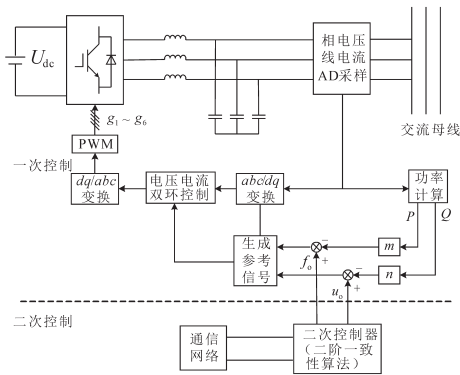 U_dc
相电压
线电流
AD采样
交流母线
g₁~g₆
PWM
一次控制
dq/abc
变换
电压电流
双环控制
abc/dq
变换
功率
计算
P
Q
生成
参考
信号
−
+
m
f_o
−
+
n
u_o
二次控制
通信
网络
二次控制器
(二阶一致
性算法)